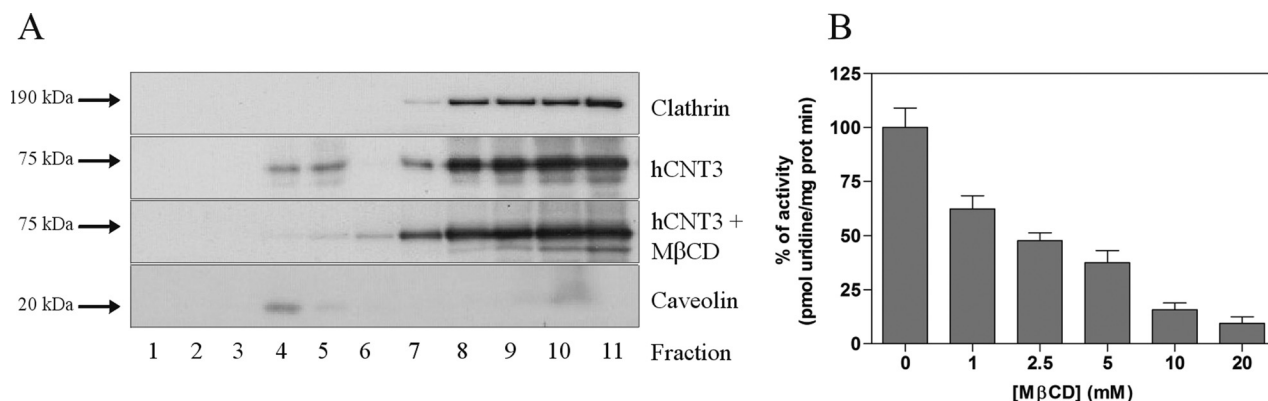 A
190 kDa
Clathrin
75 kDa
hCNT3
75 kDa
hCNT3 +
MβCD
20 kDa
Caveolin
1 2 3 4 5 6 7 8 9 10 11 Fraction
B
% of activity
(pmol uridine/mg prot min)
125
100
75
50
25
0
0 1 2.5 5 10 20
[MβCD] (mM)